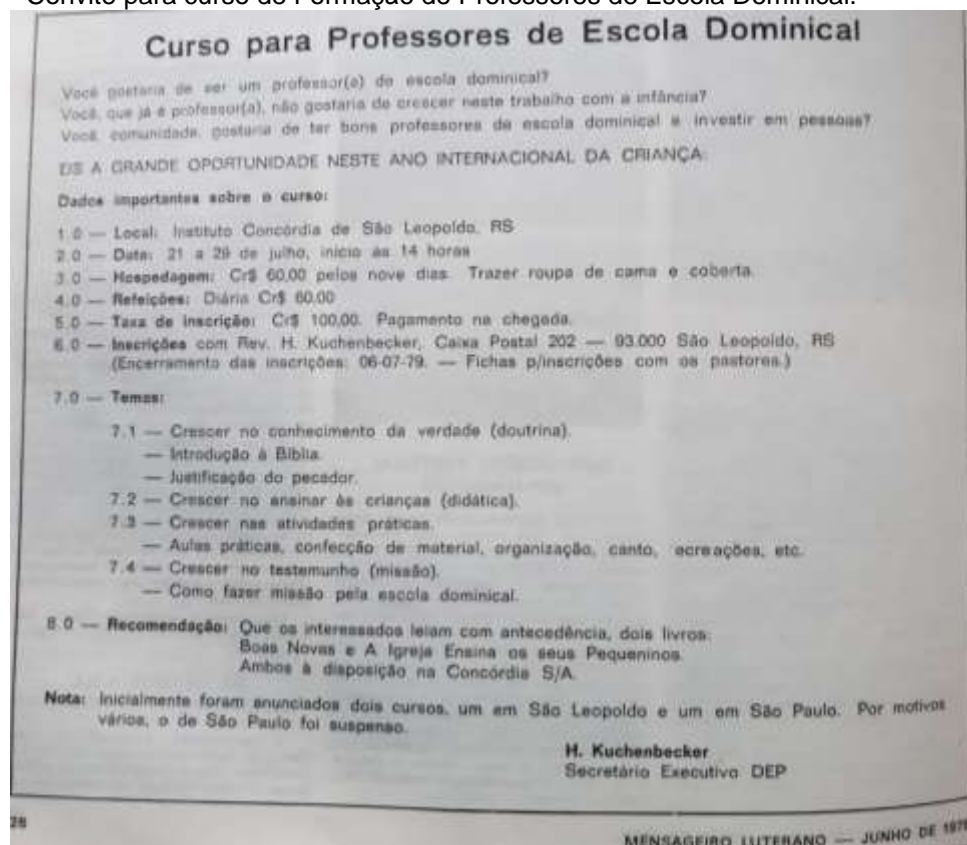 Convite para curso de Formação de Professores de Escola Dominical.
Curso para Professores de Escola Dominical
Você gostaria de ser um professor(a) de escola dominical?
Você, que já é professor(a), não gostaria de crescer neste trabalho com a infância?
Você, comunidade, gostaria de ter bons professores de escola dominical e investir em pessoas?
EIS A GRANDE OPORTUNIDADE NESTE ANO INTERNACIONAL DA CRIANÇA:
Dados importantes sobre o curso:
1.0 — Local: Instituto Concórdia de São Leopoldo, RS
2.0 — Data: 21 a 29 de julho, início às 14 horas
3.0 — Hospedagem: Cr$ 60,00 pelos nove dias. Trazer roupa de cama e coberta.
4.0 — Refeições: Diária Cr$ 60,00
5.0 — Taxa de inscrição: Cr$ 100,00. Pagamento na chegada.
6.0 — Inscrições com Rev. H. Kuchenbecker, Caixa Postal 202 — 93.000 São Leopoldo, RS
(Encerramento das inscrições: 06-07-79. — Fichas p/inscrições com os pastores.)
7.0 — Temas:
7.1 — Crescer no conhecimento da verdade (doutrina).
— Introdução à Bíblia.
— Justificação do pecador.
7.2 — Crescer no ensinar às crianças (didática).
7.3 — Crescer nas atividades práticas.
— Aulas práticas, confecção de material, organização, canto, ecreações, etc.
7.4 — Crescer no testemunho (missão).
— Como fazer missão pela escola dominical.
8.0 — Recomendação: Que os interessados leiam com antecedência, dois livros:
Boas Novas e A Igreja Ensina os seus Pequeninos.
Ambos à disposição na Concórdia S/A.
Nota: Inicialmente foram anunciados dois cursos, um em São Leopoldo e um em São Paulo. Por motivos
vários, o de São Paulo foi suspenso.
H. Kuchenbecker
Secretário Executivo DEP
28
MENSAGEIRO LUTERANO — JUNHO DE